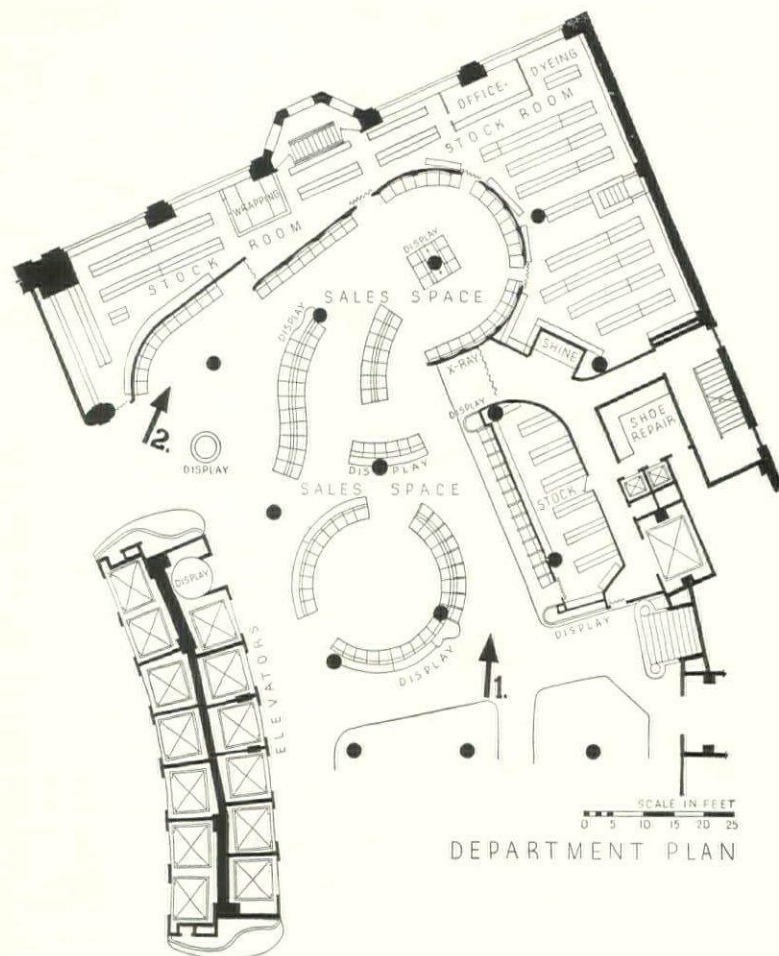 DYEING
OFFICE
STOCK ROOM
WRAPPING
STOCK ROOM
DISPLAY
SALES SPACE
DISPLAY
X-RAY
SHINE
DISPLAY
SHOE
REPAIR
2.
DISPLAY
DISPLAY
SALES SPACE
STOCK
DISPLAY
ELEVATORS
DISPLAY
DISPLAY
1.
SCALE IN FEET
0 5 10 15 20 25
DEPARTMENT PLAN